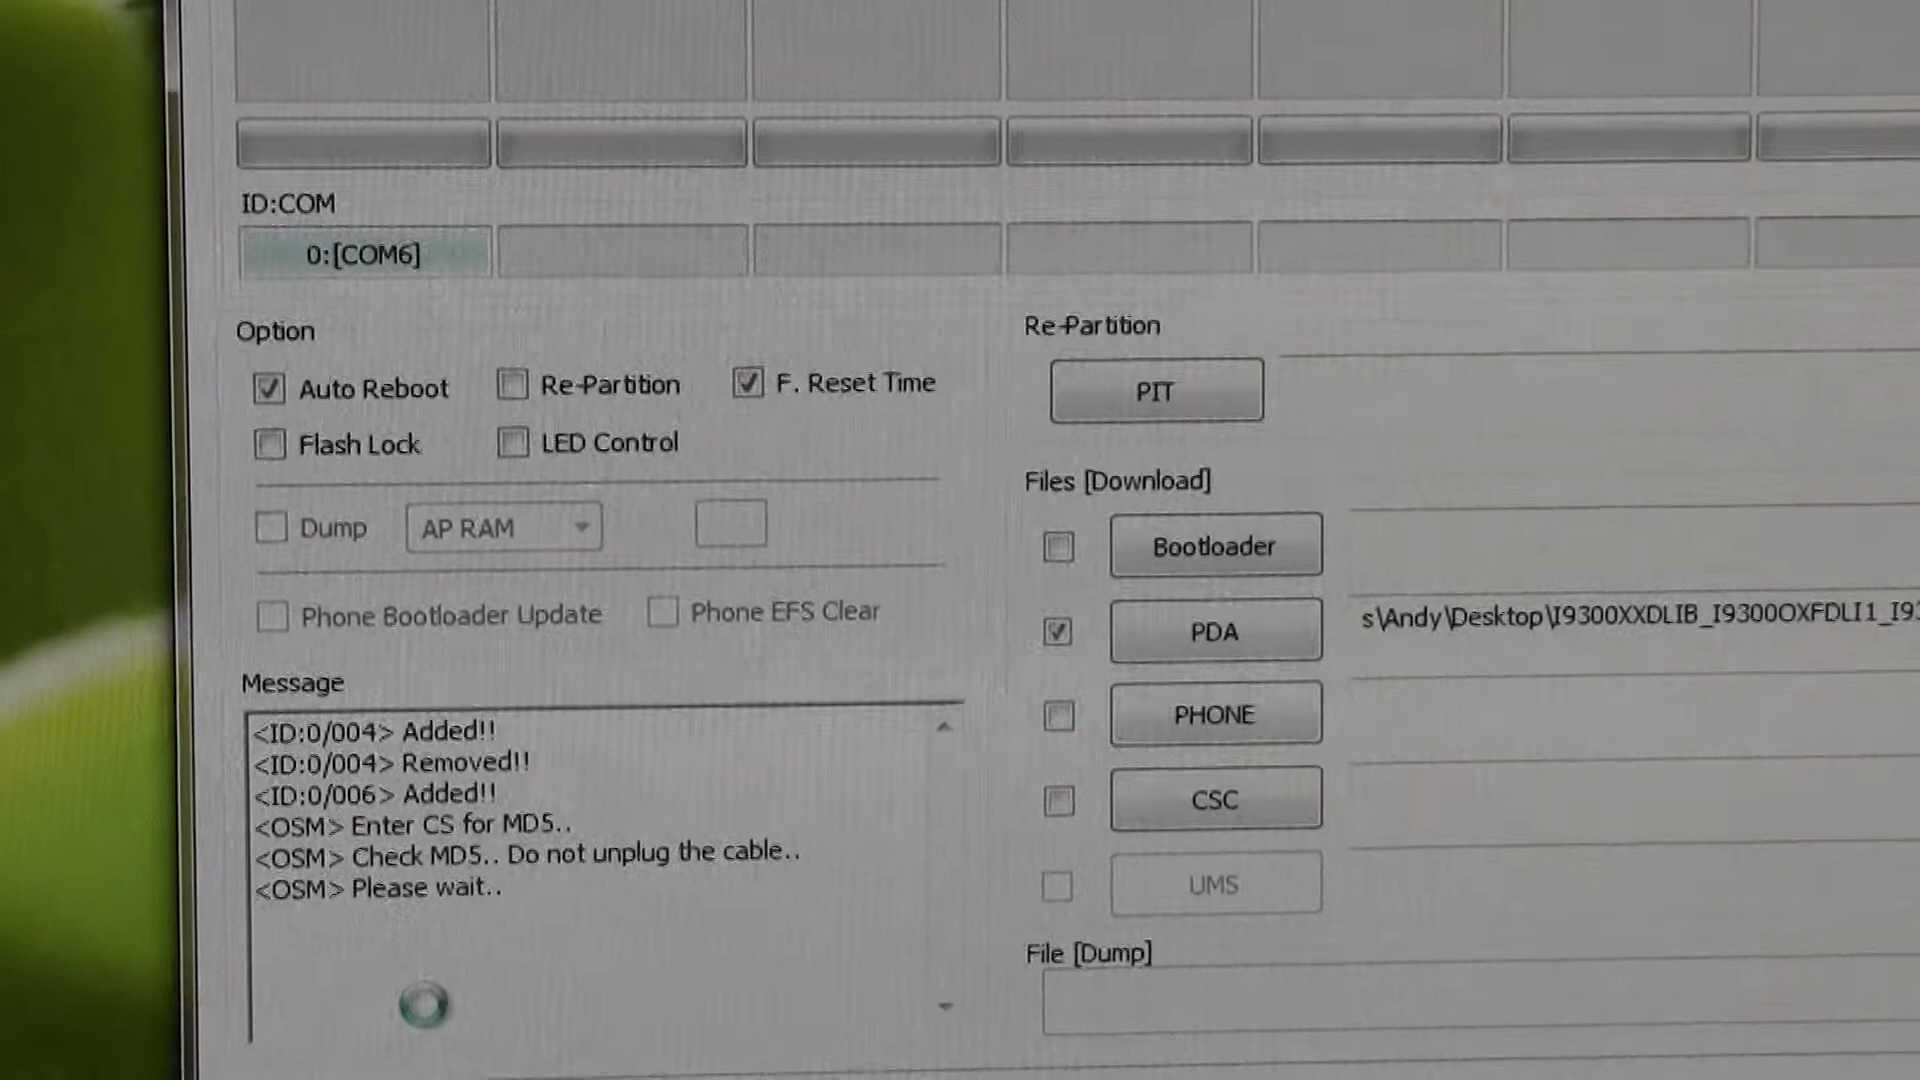 ID:COM
0:[COM6]
Option
Auto Reboot
Re-Partition
F. Reset Time
Flash Lock
LED Control
Dump
AP RAM
Phone Bootloader Update
Phone EFS Clear
Message
<ID:0/004> Added!!
<ID:0/004> Removed!!
<ID:0/006> Added!!
<OSM> Enter CS for MD5..
<OSM> Check MD5.. Do not unplug the cable..
<OSM> Please wait..
Re-Partition
PIT
Files [Download]
Bootloader
PDA
s\Andy\Desktop\I9300XXDLIB_I9300OXFDLI1_I93
PHONE
CSC
UMS
File [Dump]